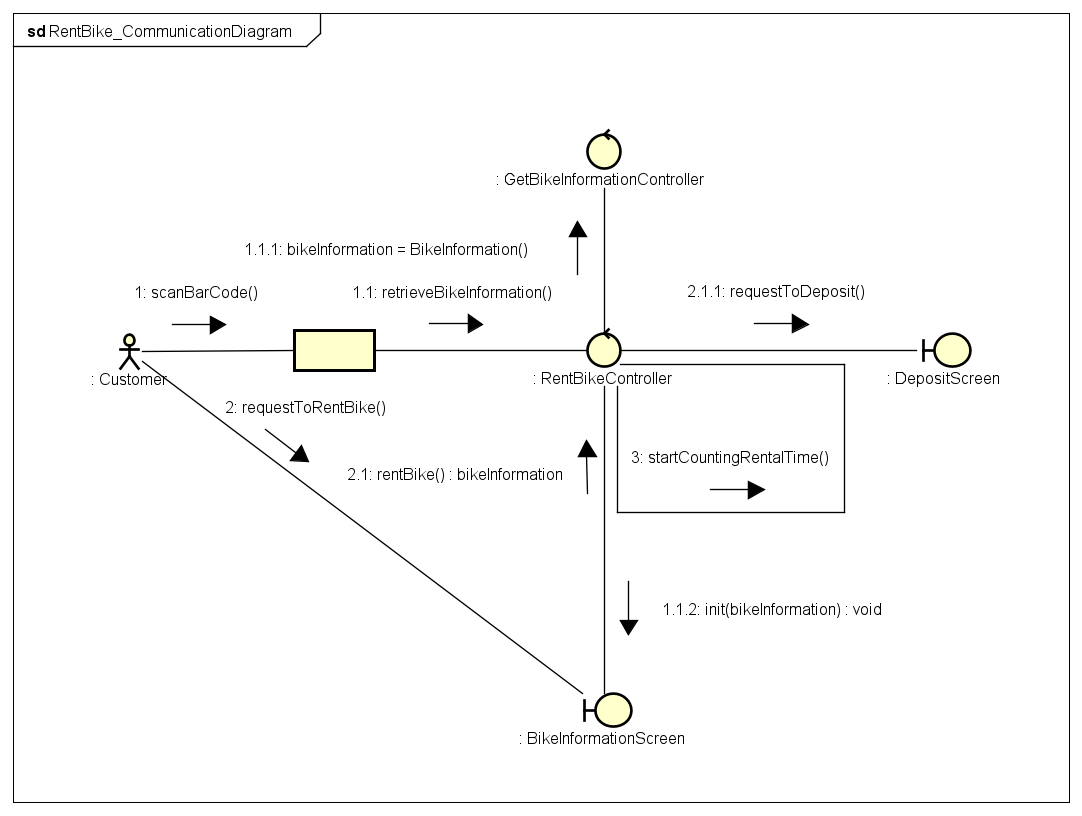 sd RentBike_CommunicationDiagram
: GetBikeInformationController
1.1.1: bikeInformation = BikeInformation()
1: scanBarCode()
1.1: retrieveBikeInformation()
2.1.1: requestToDeposit()
: Customer
: RentBikeController
: DepositScreen
2: requestToRentBike()
2.1: rentBike() : bikeInformation
3: startCountingRentalTime()
1.1.2: init(bikeInformation) : void
: BikeInformationScreen